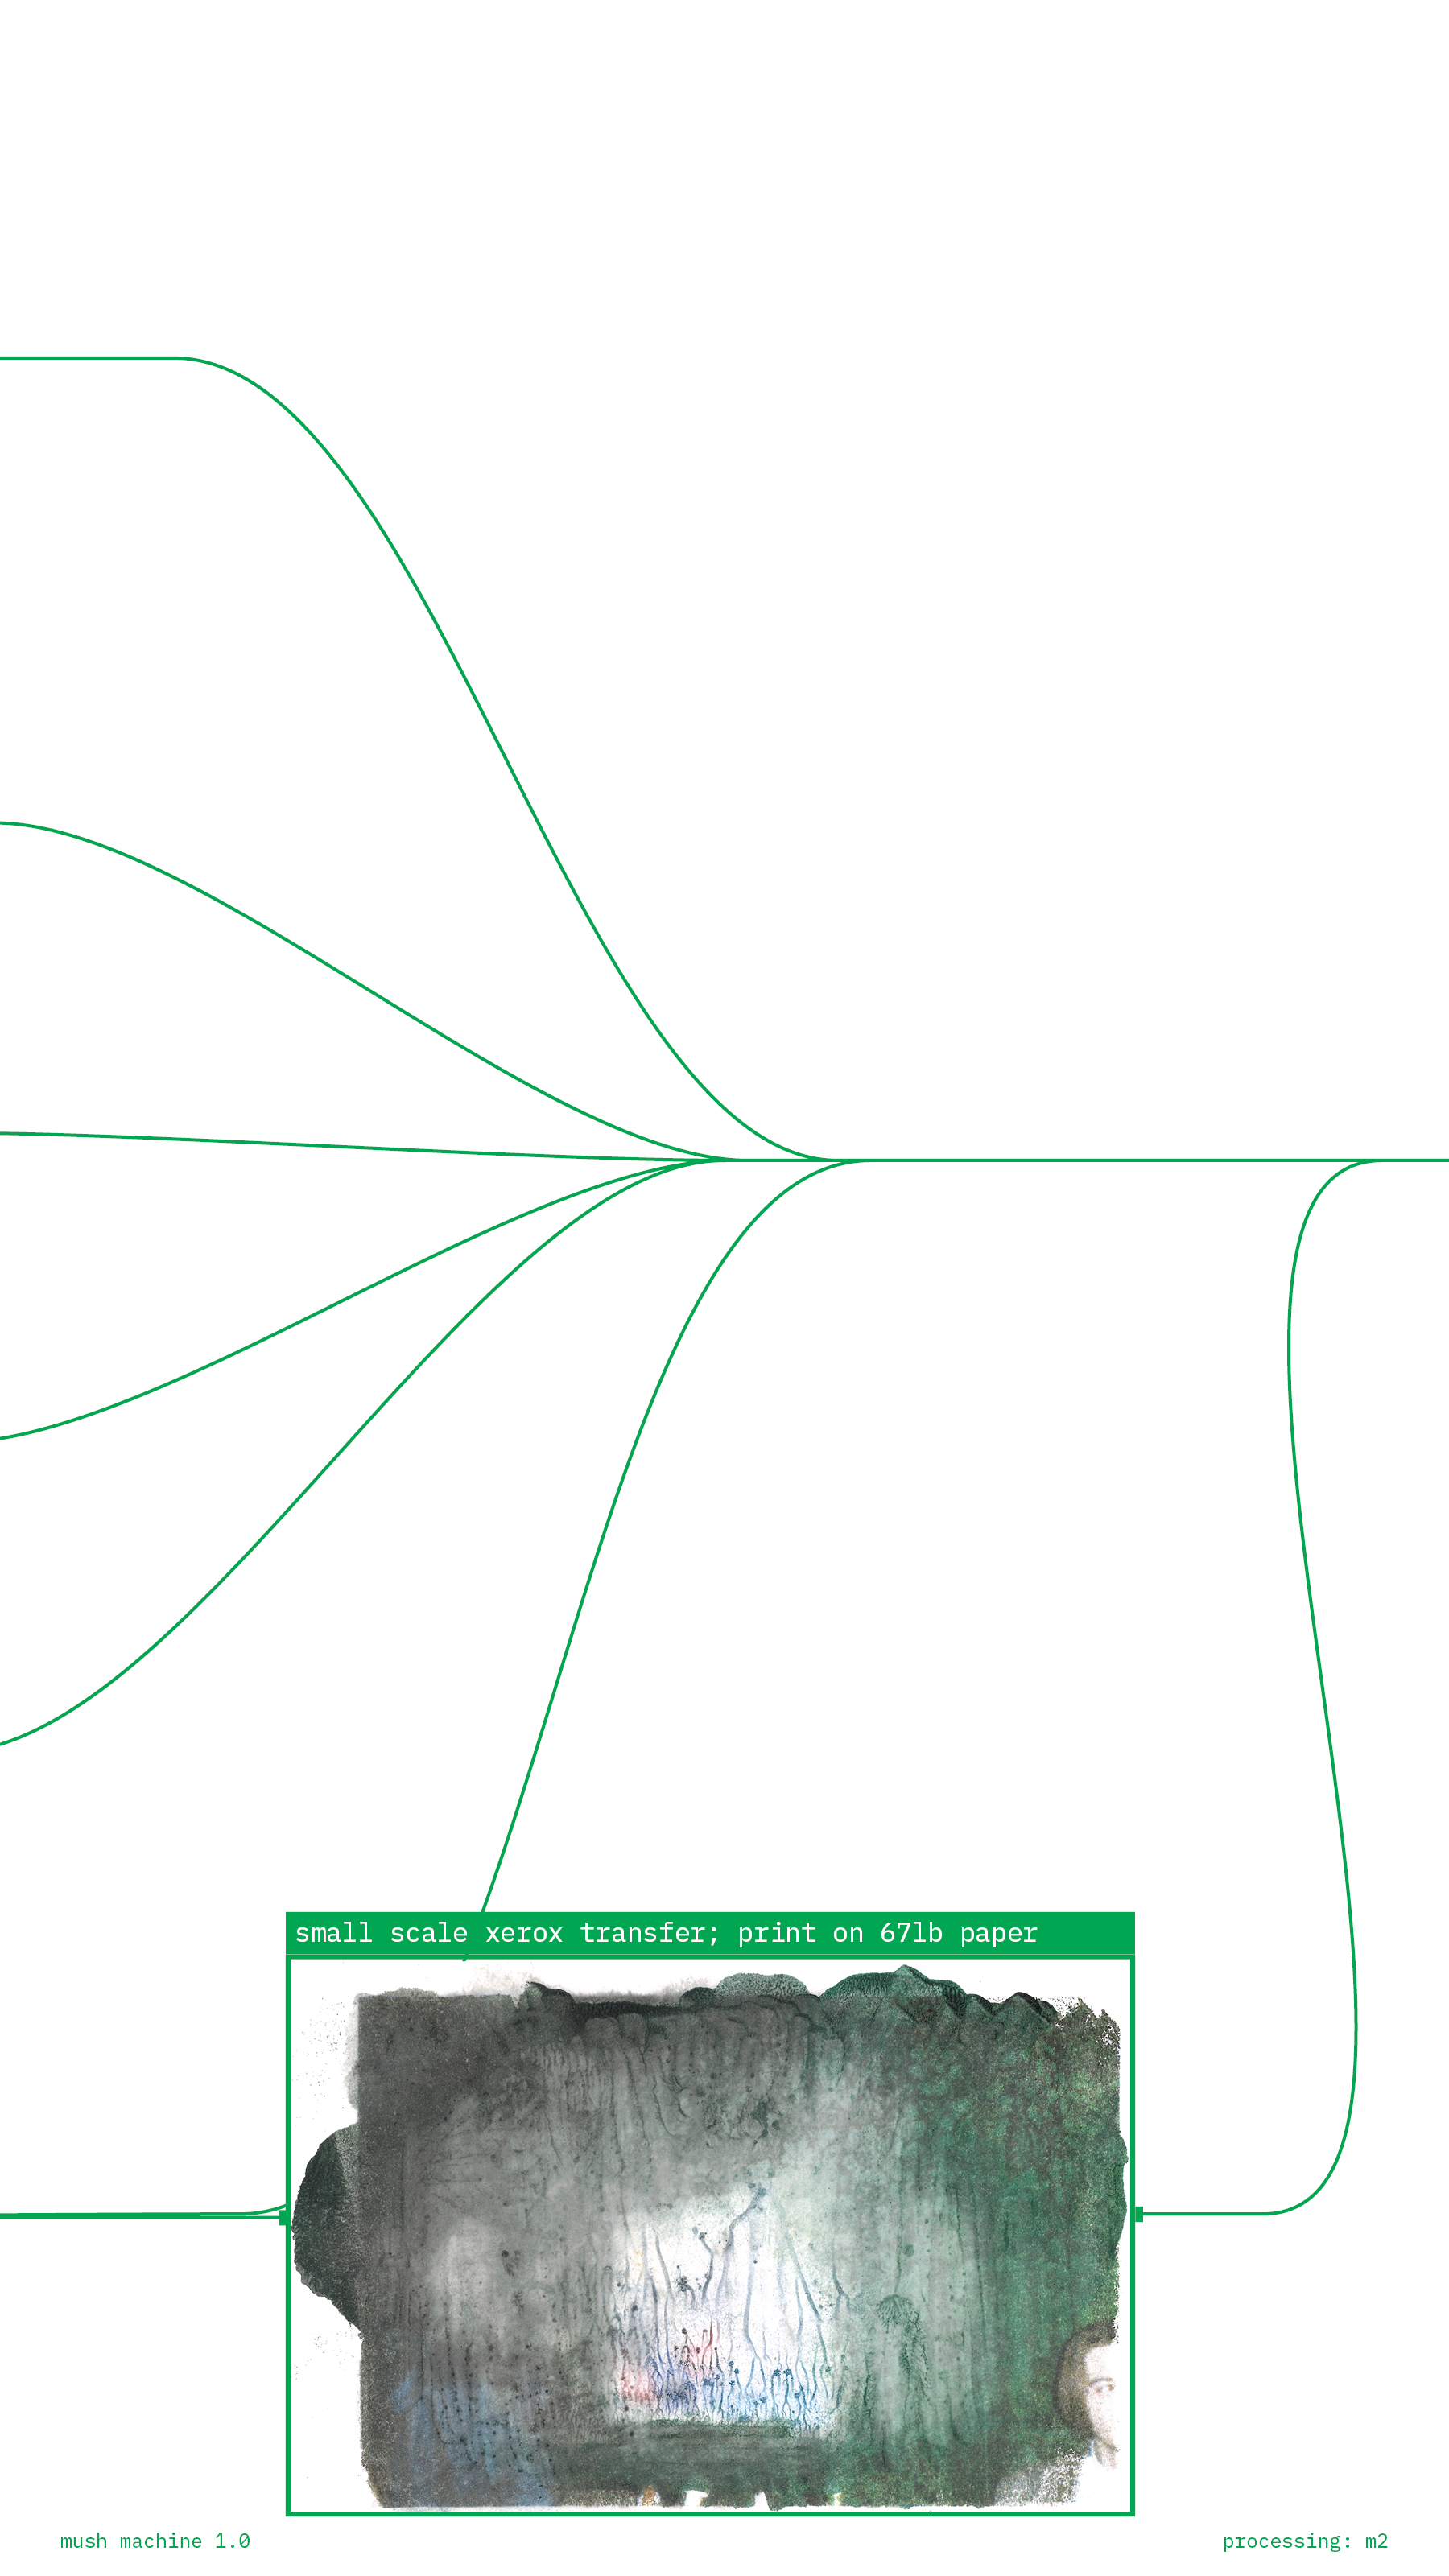 small scale xerox transfer; print on 67lb paper
mush machine 1.0
processing: m2